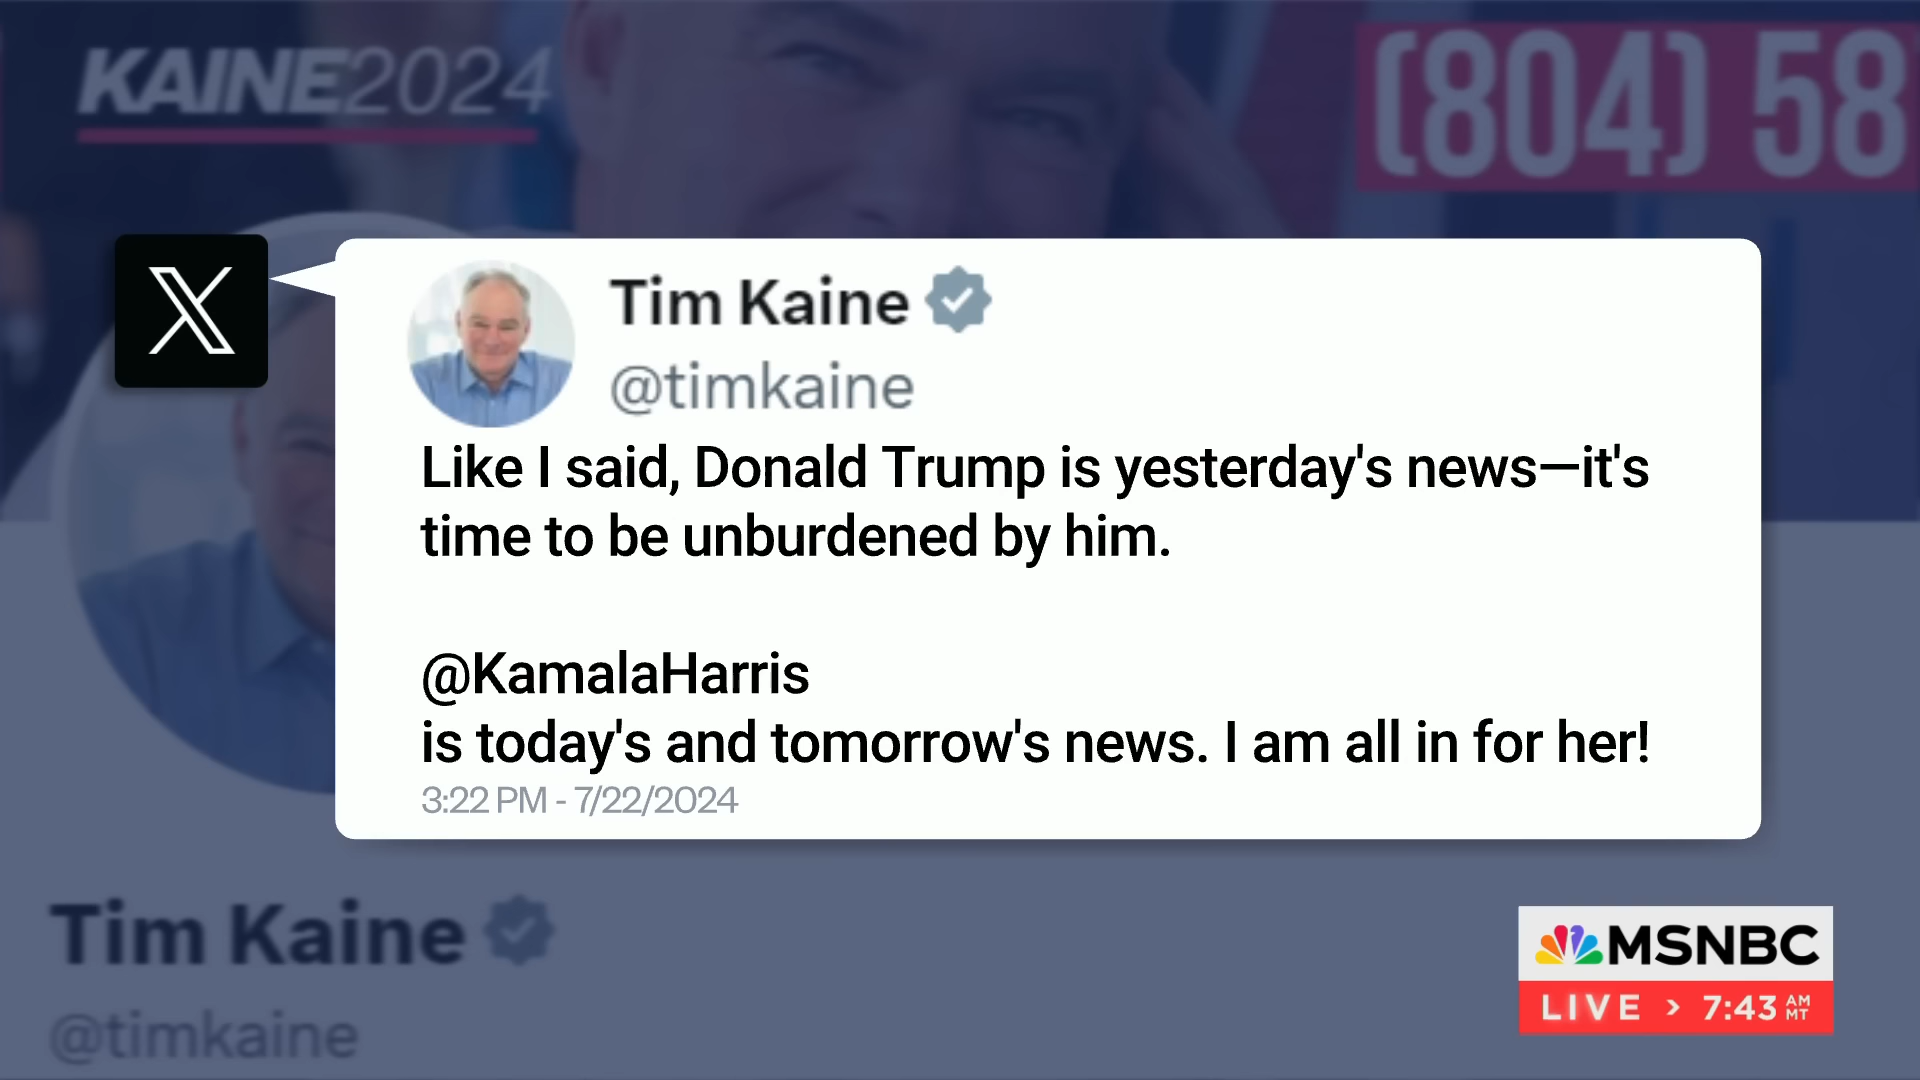 KAINE2024
(804) 58
X
Tim Kaine
@timkaine
Like I said, Donald Trump is yesterday's news—it's
time to be unburdened by him.
@KamalaHarris
is today's and tomorrow's news. I am all in for her!
3:22 PM - 7/22/2024
Tim Kaine
@timkaine
MSNBC
LIVE > 7:43 AM MT